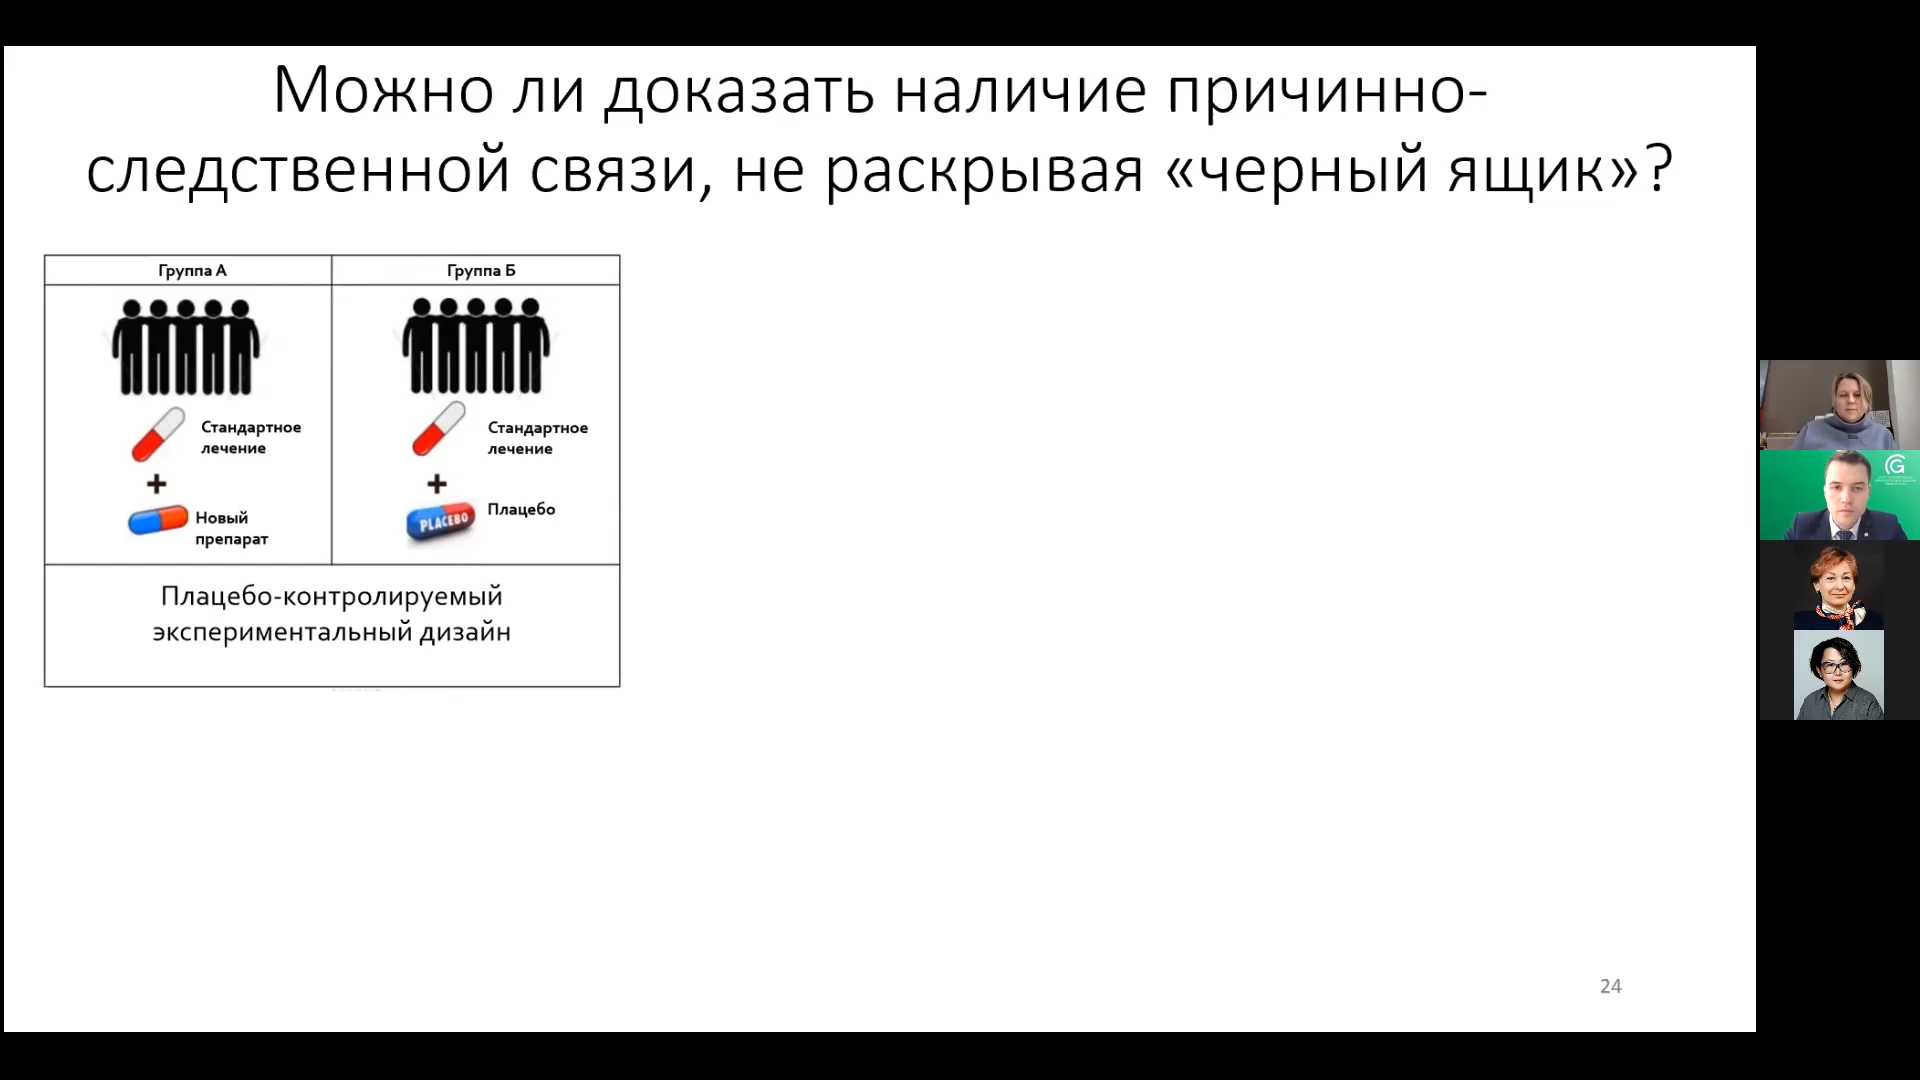 Можно ли доказать наличие причинно-
следственной связи, не раскрывая «черный ящик»?
Группа А
Группа Б
Стандартное
лечение
+
Новый
препарат
Стандартное
лечение
+
PLACEBO
Плацебо
Плацебо-контролируемый
экспериментальный дизайн
24